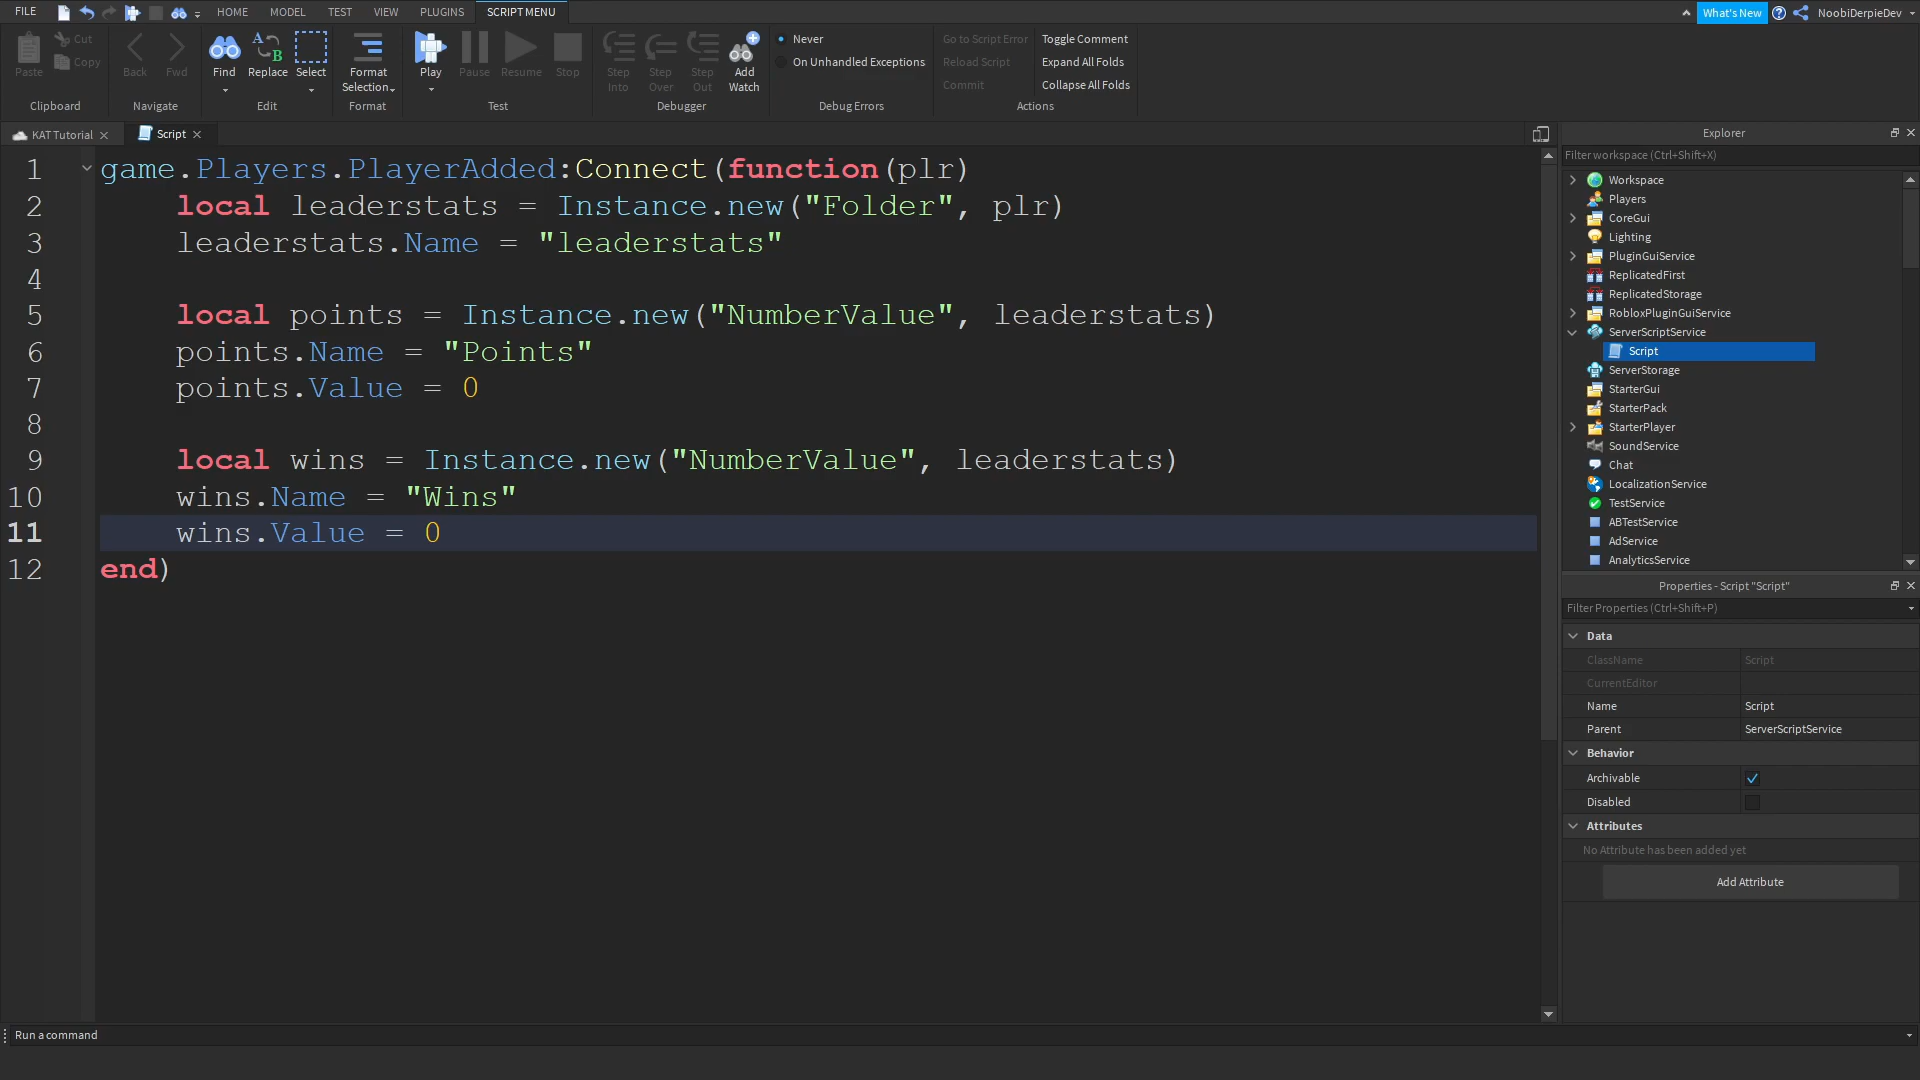 FILE HOME MODEL TEST VIEW PLUGINS SCRIPT MENU What's New NoobiDerpieDev
Paste Cut Copy
Clipboard
Back Fwd
Navigate
Find Replace Select
Edit
Format Selection
Format
Play Pause Resume Stop
Test
Step Into Step Over Step Out Add Watch
Debugger
Never
On Unhandled Exceptions
Debug Errors
Go to Script Error Toggle Comment
Reload Script Expand All Folds
Commit Collapse All Folds
Actions
KAT Tutorial Script
1 game.Players.PlayerAdded:Connect(function(plr)
2 local leaderstats = Instance.new("Folder", plr)
3 leaderstats.Name = "leaderstats"
4
5 local points = Instance.new("NumberValue", leaderstats)
6 points.Name = "Points"
7 points.Value = 0
8
9 local wins = Instance.new("NumberValue", leaderstats)
10 wins.Name = "Wins"
11 wins.Value = 0
12 end)
Explorer
Filter workspace (Ctrl+Shift+X)
Workspace
Players
CoreGui
Lighting
PluginGuiService
ReplicatedFirst
ReplicatedStorage
RobloxPluginGuiService
ServerScriptService
Script
ServerStorage
StarterGui
StarterPack
StarterPlayer
SoundService
Chat
LocalizationService
TestService
ABTestService
AdService
AnalyticsService
Properties - Script "Script"
Filter Properties (Ctrl+Shift+P)
Data
ClassName Script
CurrentEditor
Name Script
Parent ServerScriptService
Behavior
Archivable
Disabled
Attributes
No Attribute has been added yet
Add Attribute
Run a command